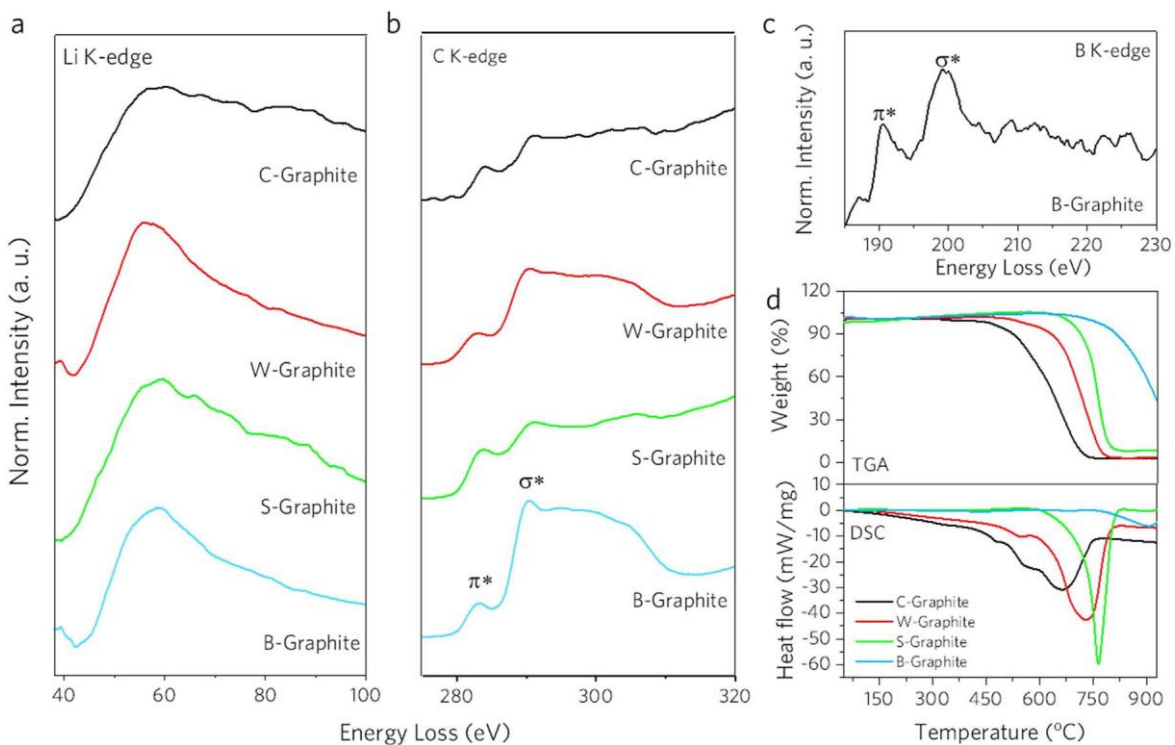 a
Li K-edge
C-Graphite
W-Graphite
S-Graphite
B-Graphite
40 60 80 100
Norm. Intensity (a. u.)
b
C K-edge
C-Graphite
W-Graphite
S-Graphite
σ*
π*
B-Graphite
280 300 320
Energy Loss (eV)
c
B K-edge
σ*
π*
B-Graphite
Norm. Intensity (a. u.)
190 200 210 220 230
Energy Loss (eV)
d
120
90
60
30
0
Weight (%)
TGA
10
0
-10
-20
-30
-40
-50
-60
Heat flow (mW/mg)
DSC
C-Graphite
W-Graphite
S-Graphite
B-Graphite
150 300 450 600 750 900
Temperature (ºC)